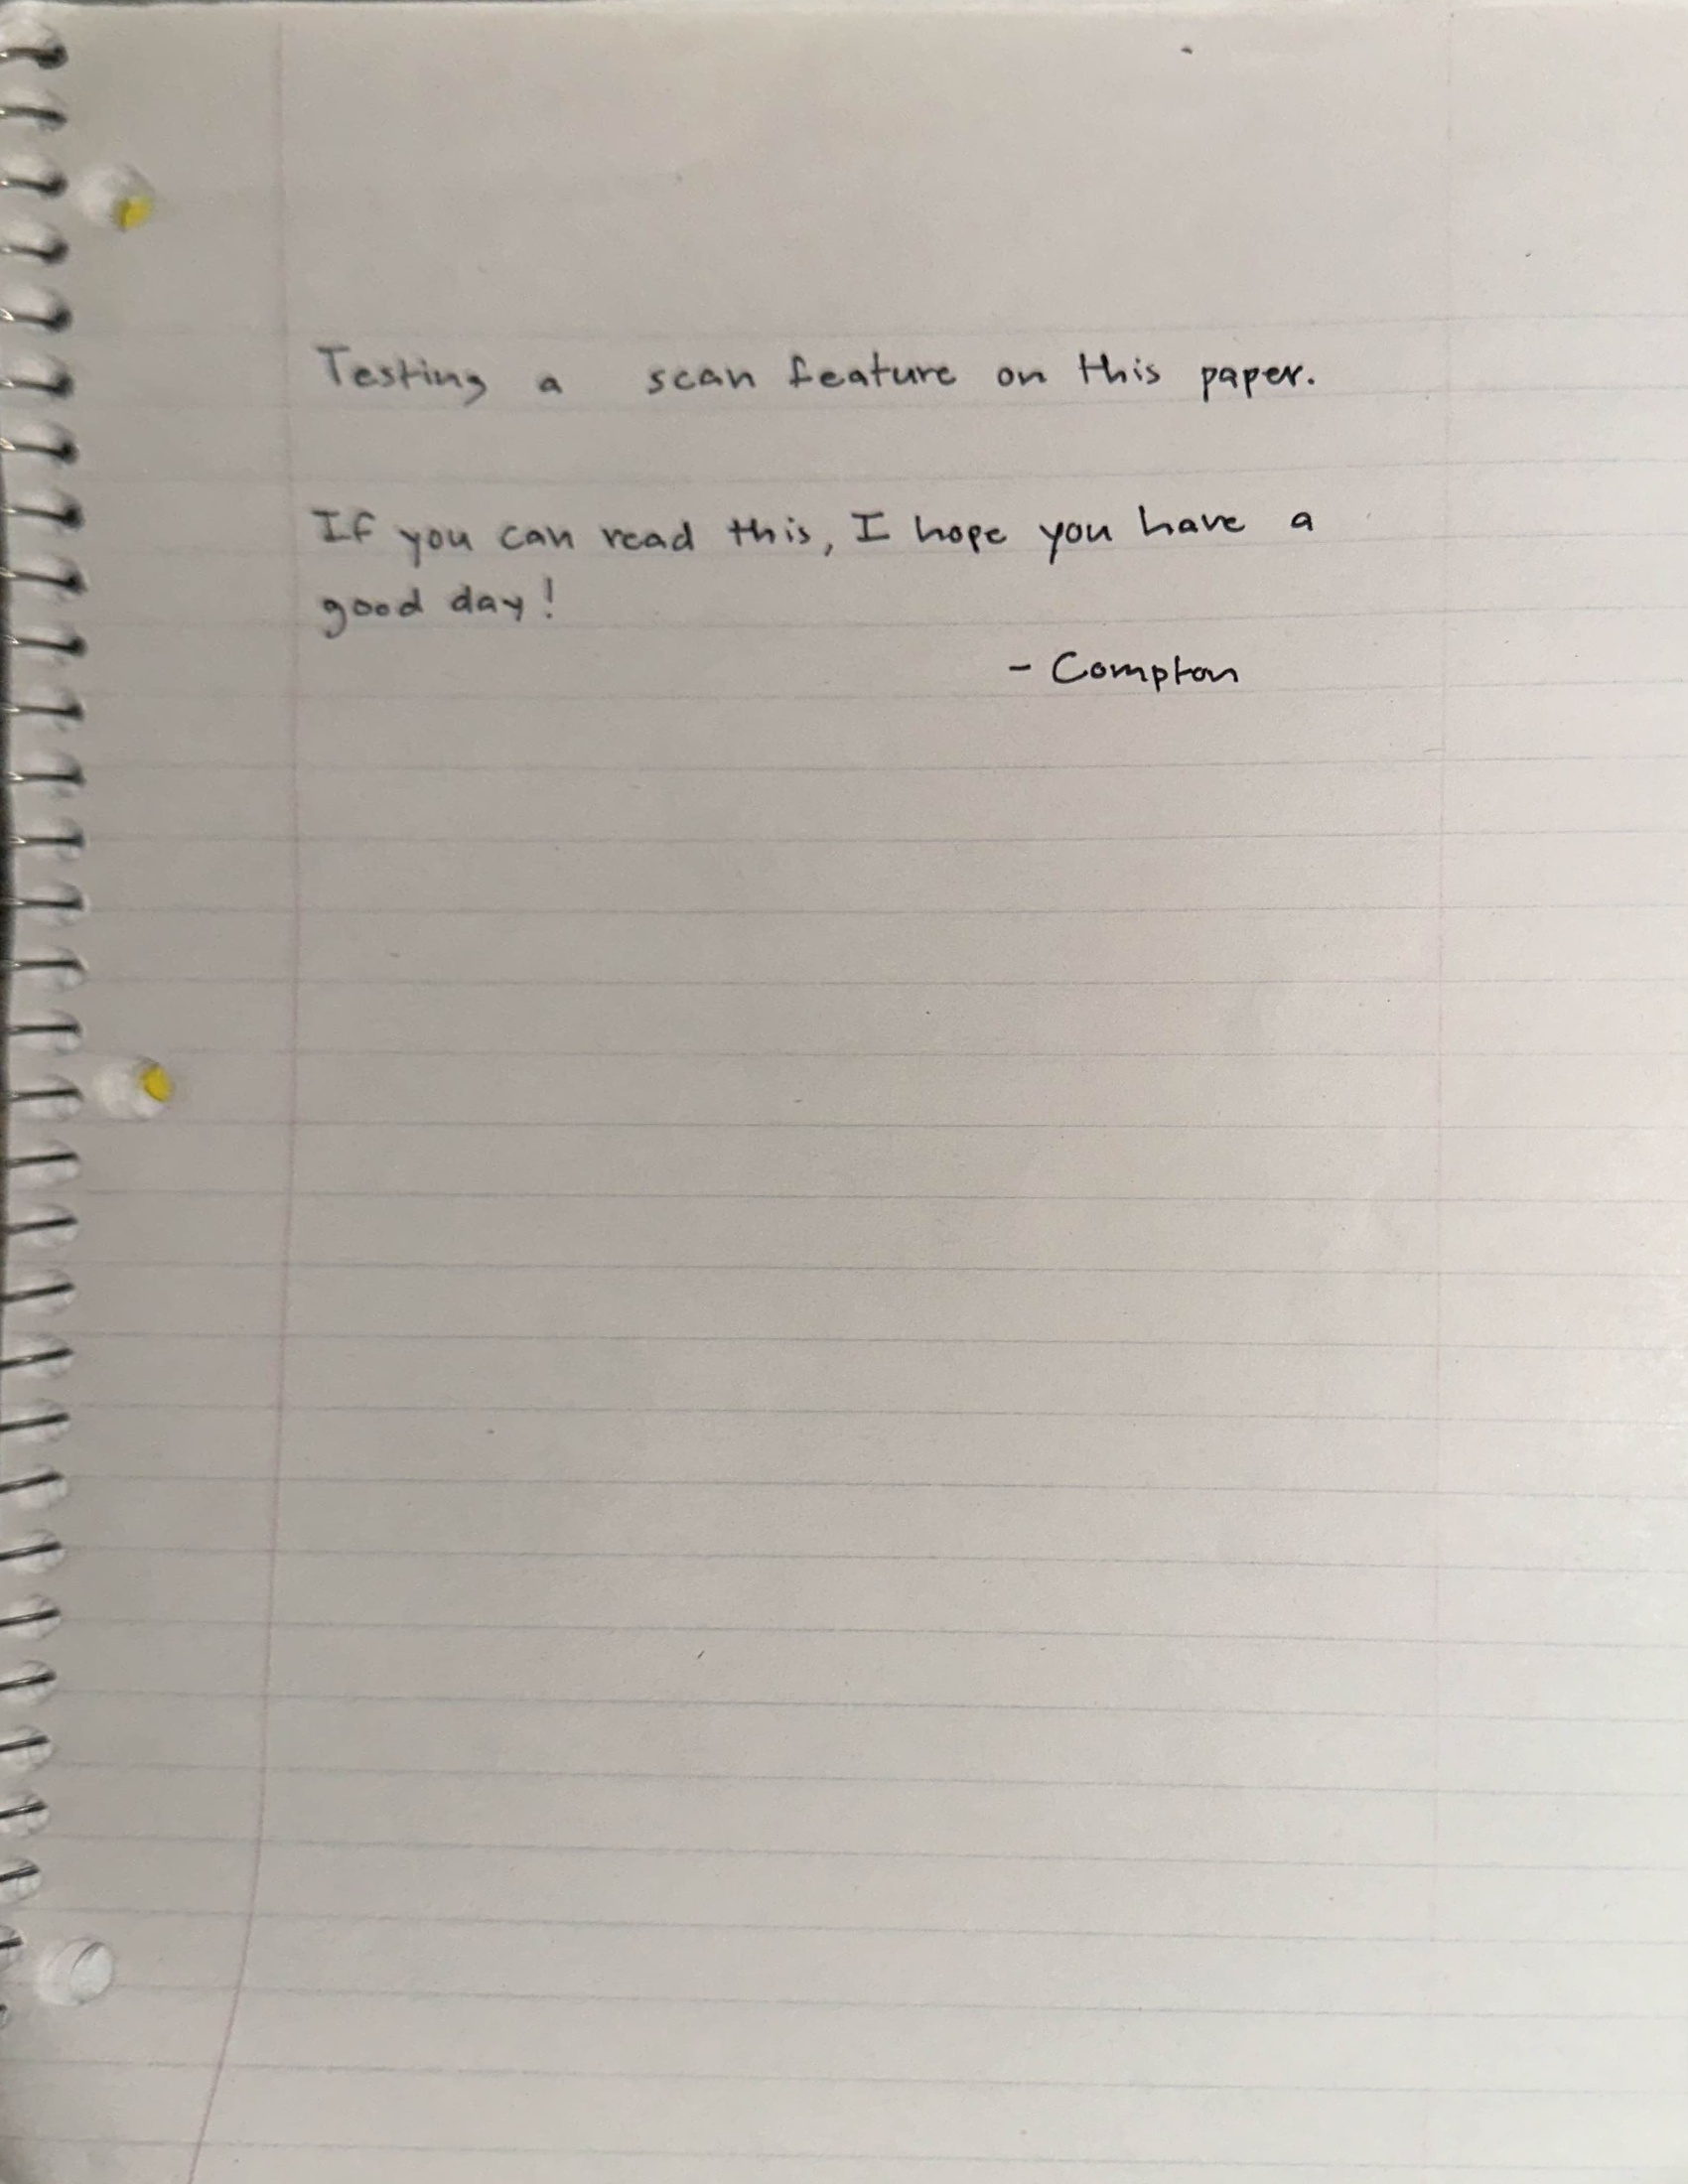 Testing a scan feature on this paper.
If you can read this, I hope you have a
good day!
- Compton